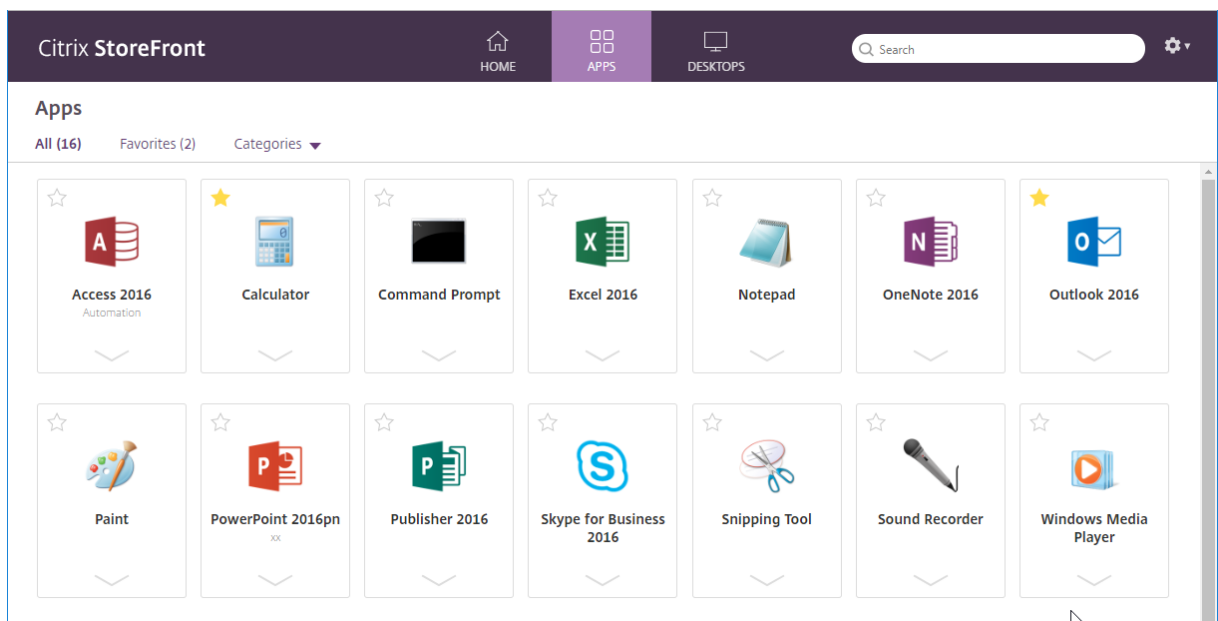 Citrix StoreFront
HOME
APPS
DESKTOPS
Search
Apps
All (16)
Favorites (2)
Categories
A
0
X
N
O
Access 2016
Automation
Calculator
Command Prompt
Excel 2016
Notepad
OneNote 2016
Outlook 2016
P
P
S
Paint
PowerPoint 2016pn
xx
Publisher 2016
Skype for Business
2016
Snipping Tool
Sound Recorder
Windows Media
Player